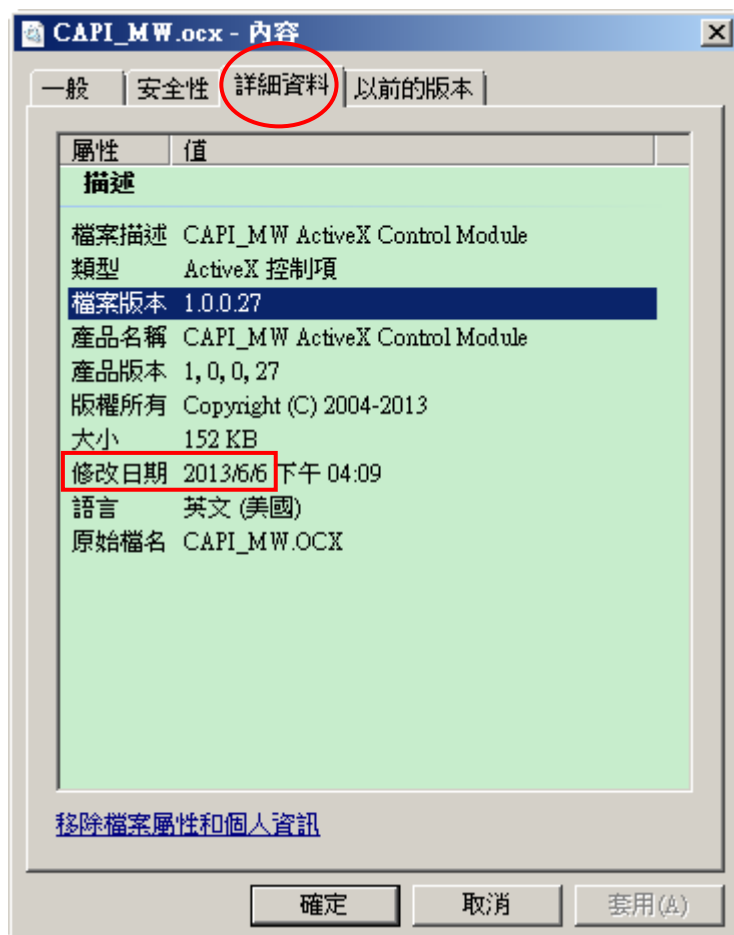 CAPI_MW.ocx - 內容
一般 安全性 詳細資料 以前的版本
屬性 值
描述
檔案描述 CAPI_MW ActiveX Control Module
類型 ActiveX 控制項
檔案版本 1.0.0.27
產品名稱 CAPI_MW ActiveX Control Module
產品版本 1, 0, 0, 27
版權所有 Copyright (C) 2004-2013
大小 152 KB
修改日期 2013/6/6 下午 04:09
語言 英文 (美國)
原始檔名 CAPI_MW.OCX
移除檔案屬性和個人資訊
確定 取消 套用(A)